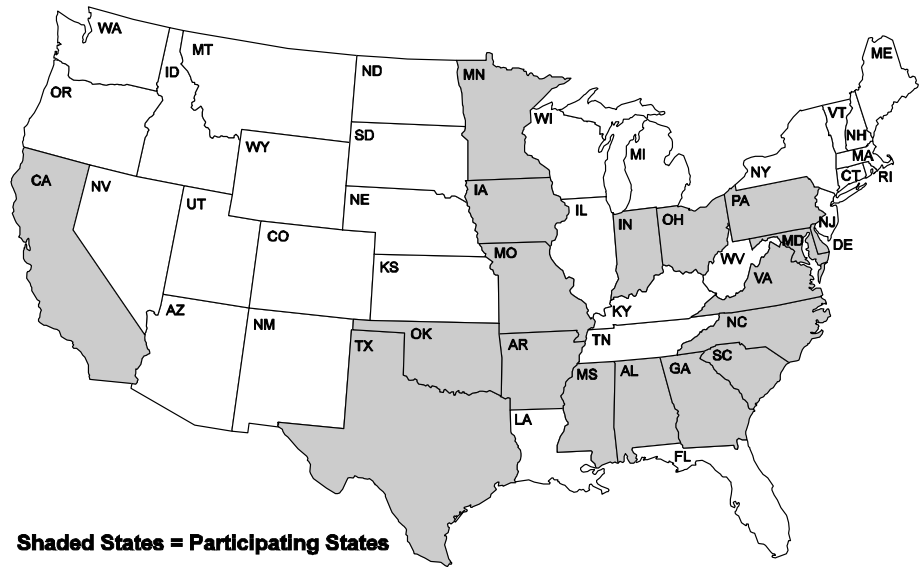 WA
MT
ND
MN
ME
ID
OR
VT
WI
NH
SD
WY
MI
MA
NY
CT
RI
CA
NV
IA
NE
UT
PA
IL
IN
OH
NJ
CO
MD
DE
MO
WV
KS
VA
AZ
KY
NM
NC
OK
TX
AR
TN
SC
MS
AL
GA
LA
FL
Shaded States = Participating States